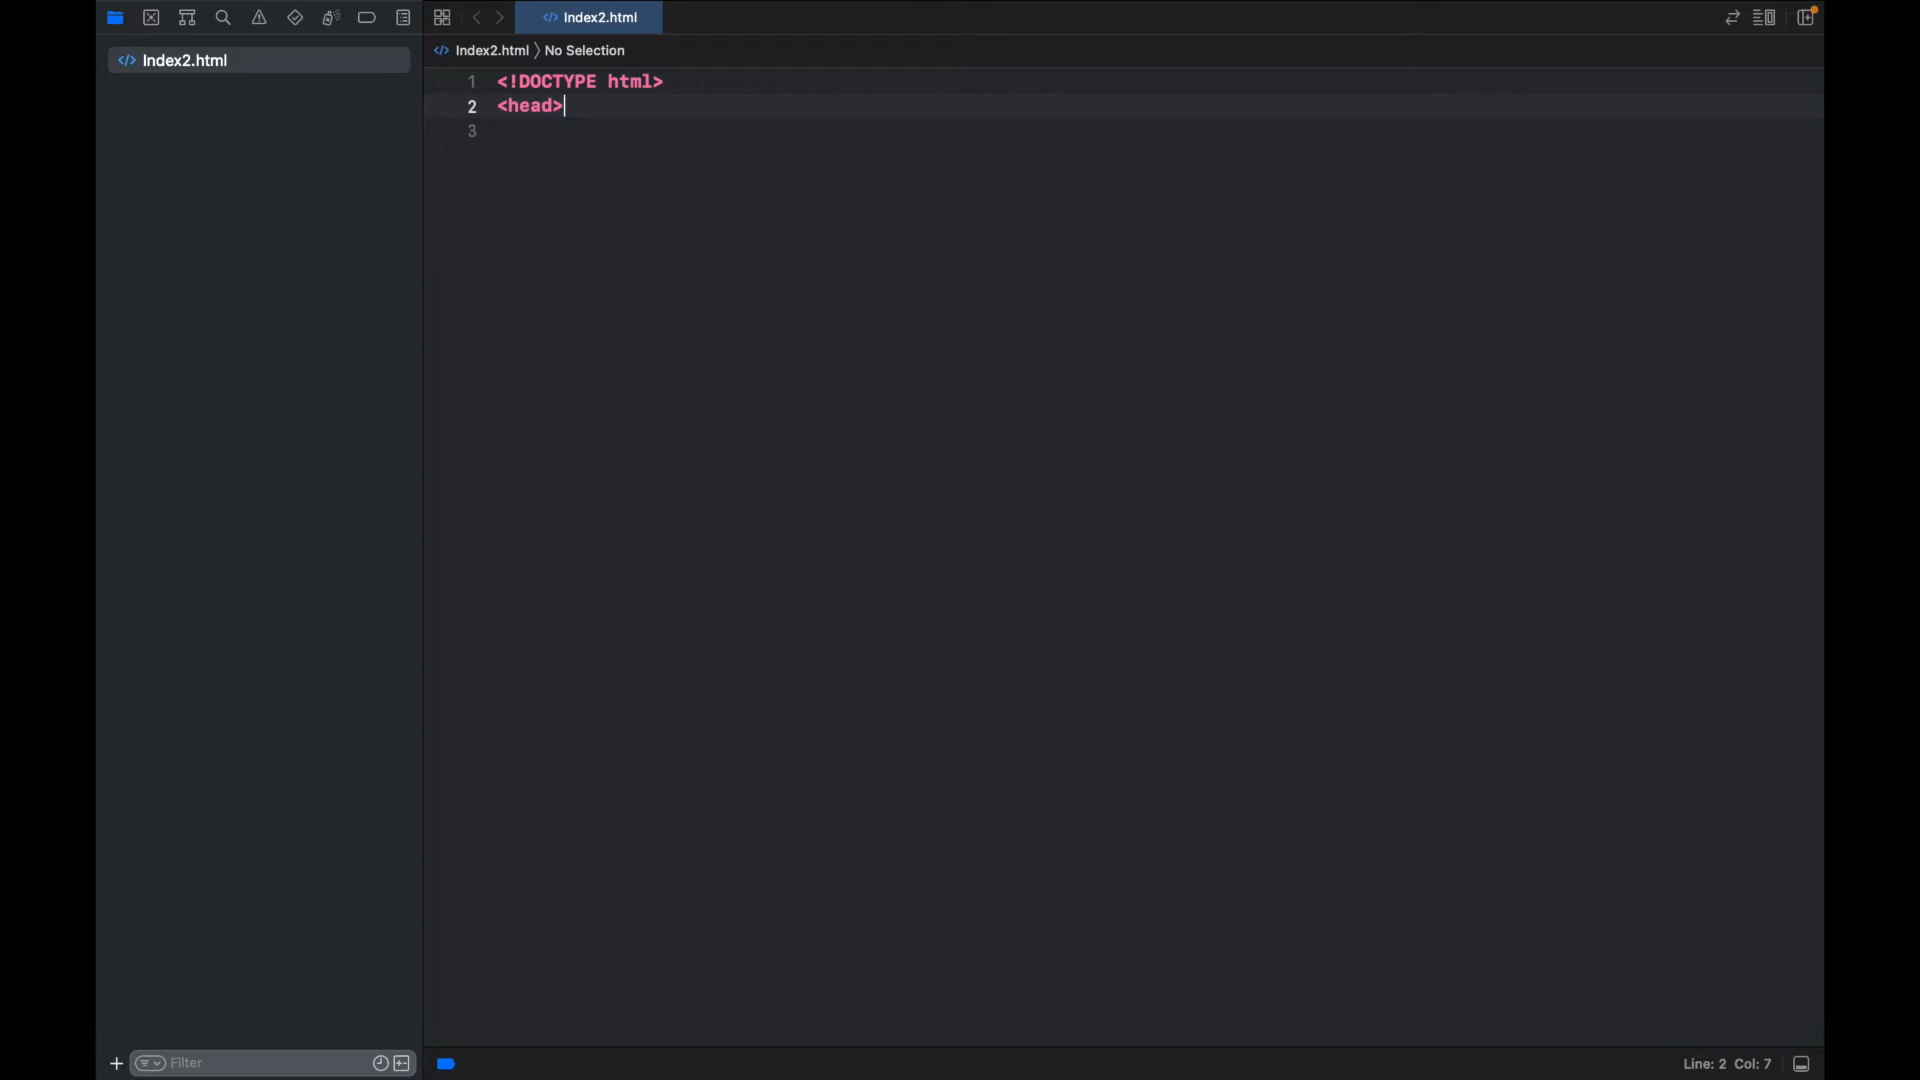 Index2.html
Index2.html
Index2.html 〉No Selection
1 <!DOCTYPE html>
2 <head>
3
Filter
Line: 2 Col: 7